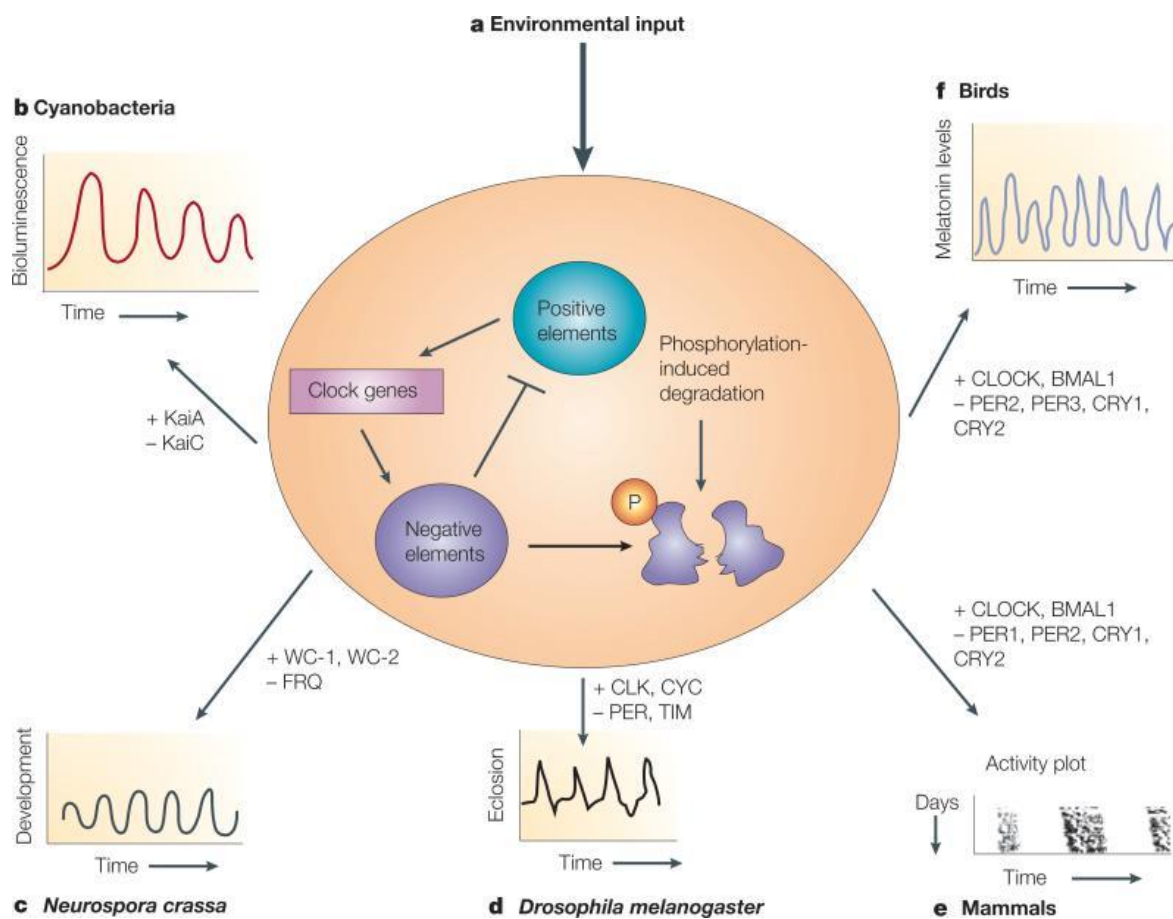 a Environmental input
b Cyanobacteria
Bioluminescence
Time
+ KaiA
– KaiC
f Birds
Melatonin levels
Time
+ CLOCK, BMAL1
– PER2, PER3, CRY1,
CRY2
Positive
elements
Clock genes
Phosphorylation-
induced
degradation
P
Negative
elements
+ WC-1, WC-2
– FRQ
Development
Time
c Neurospora crassa
+ CLK, CYC
– PER, TIM
Eclosion
Time
d Drosophila melanogaster
+ CLOCK, BMAL1
– PER1, PER2, CRY1,
CRY2
Activity plot
Days
Time
e Mammals